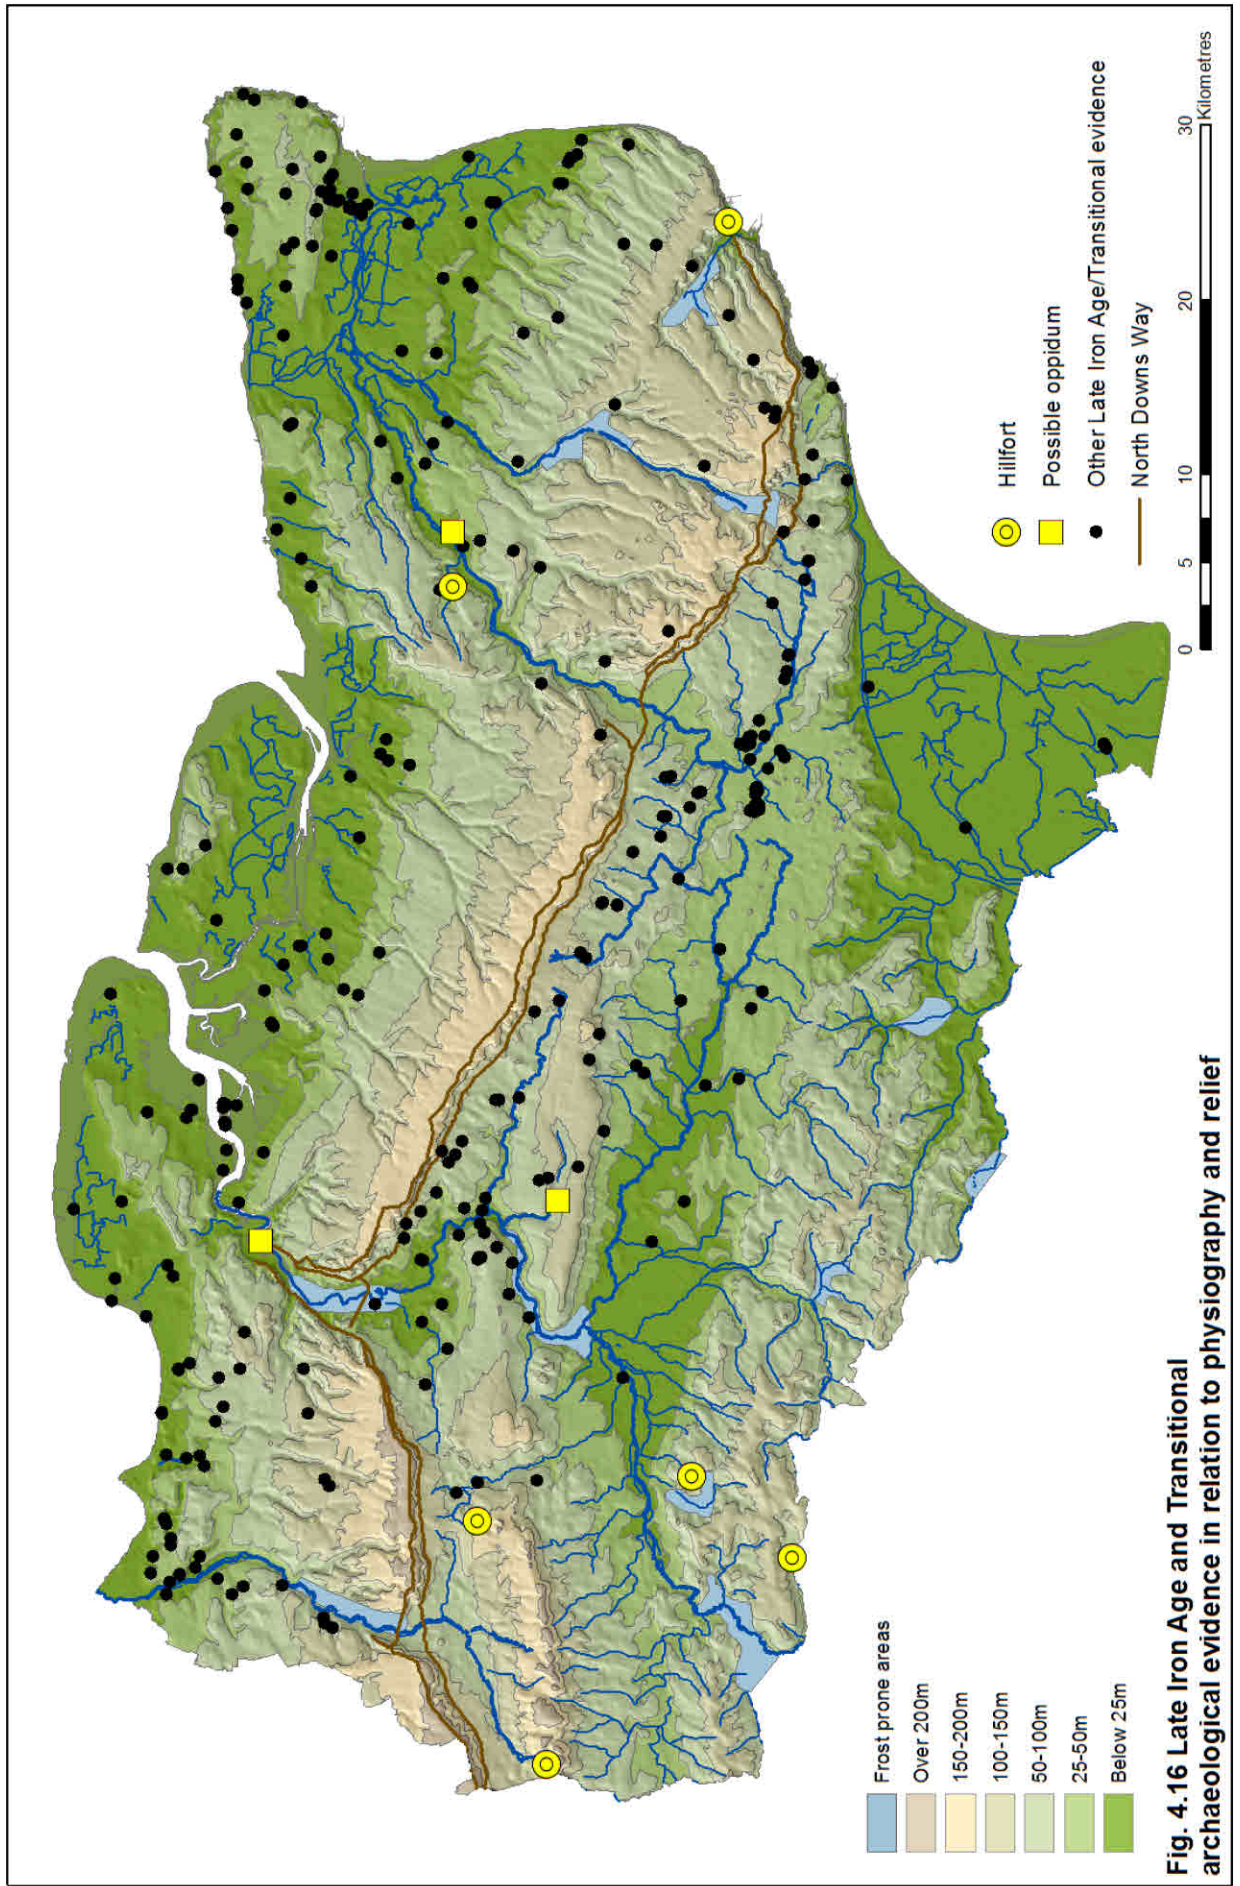 Frost prone areas
Over 200m
150-200m
100-150m
50-100m
25-50m
Below 25m
Hillfort
Possible oppidum
Other Late Iron Age/Transitional evidence
North Downs Way
0 5 10 20 30
Kilometres
Fig. 4.16 Late Iron Age and Transitional
archaeological evidence in relation to physiography and relief